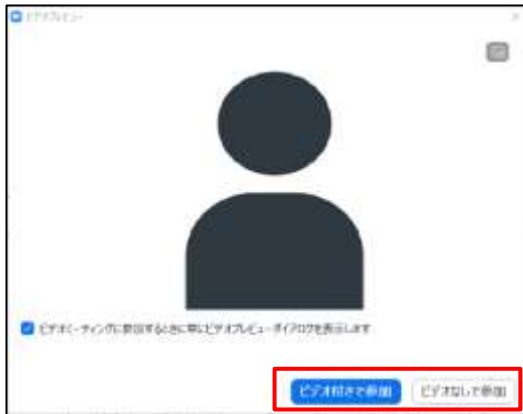 ビデオプレビュー
ビデオミーティングに参加するときに常にビデオプレビューダイアログを表示します
ビデオ付きで参加
ビデオなしで参加